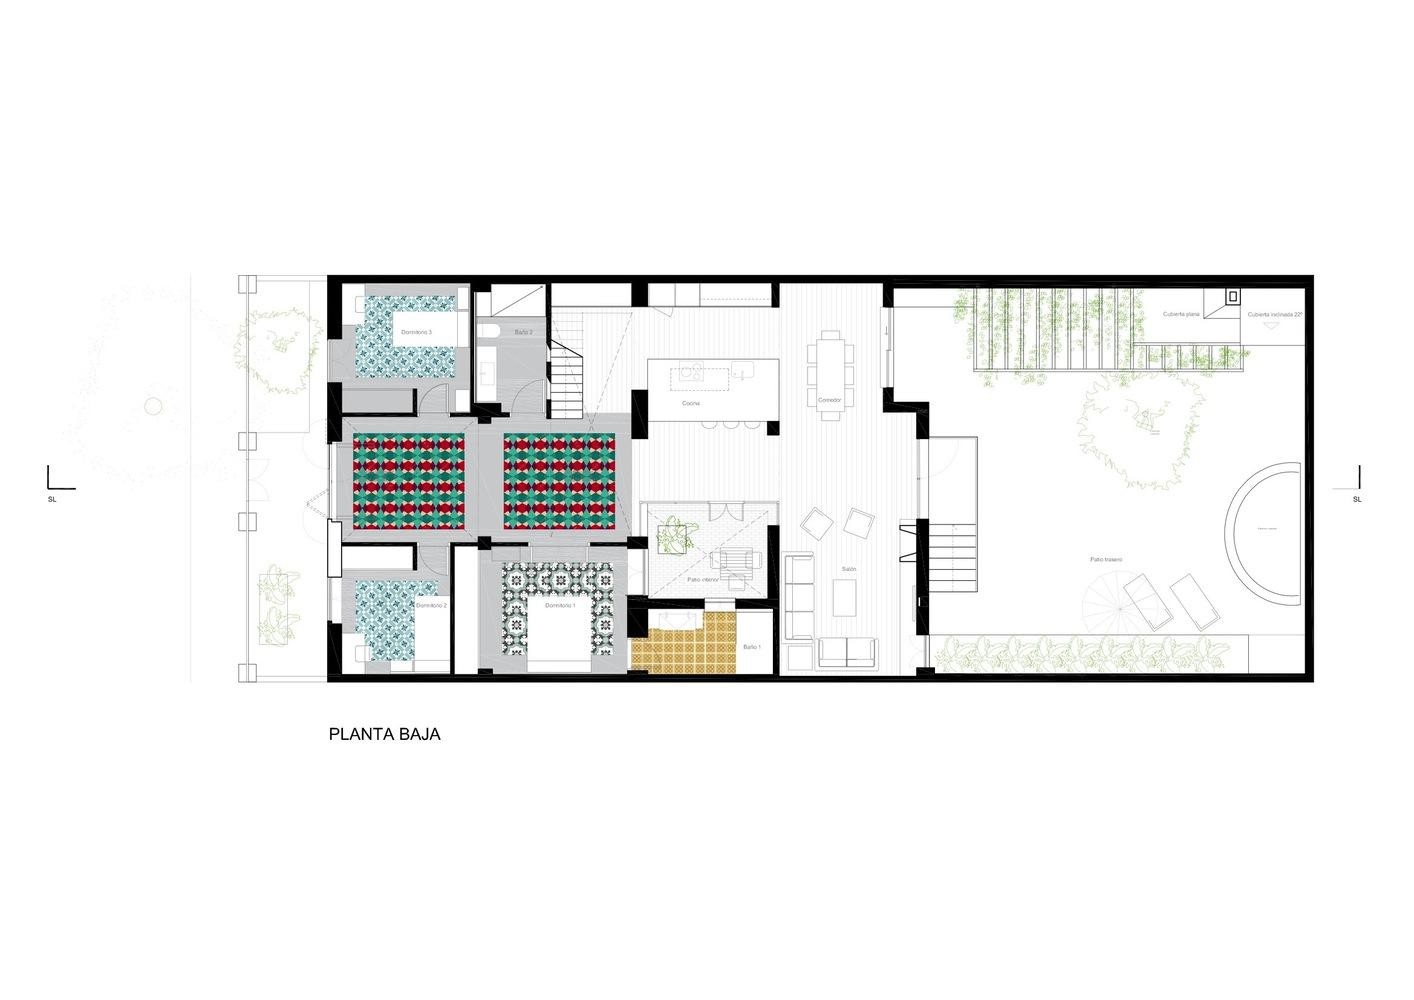 Cubierta plana
Cubierta inclinada 22º
Dormitorio 3
Baño 2
Cocina
Comedor
SL
SL
Patio trasero
Salón
Patio interior
Dormitorio 2
Dormitorio 1
Baño 1
PLANTA BAJA